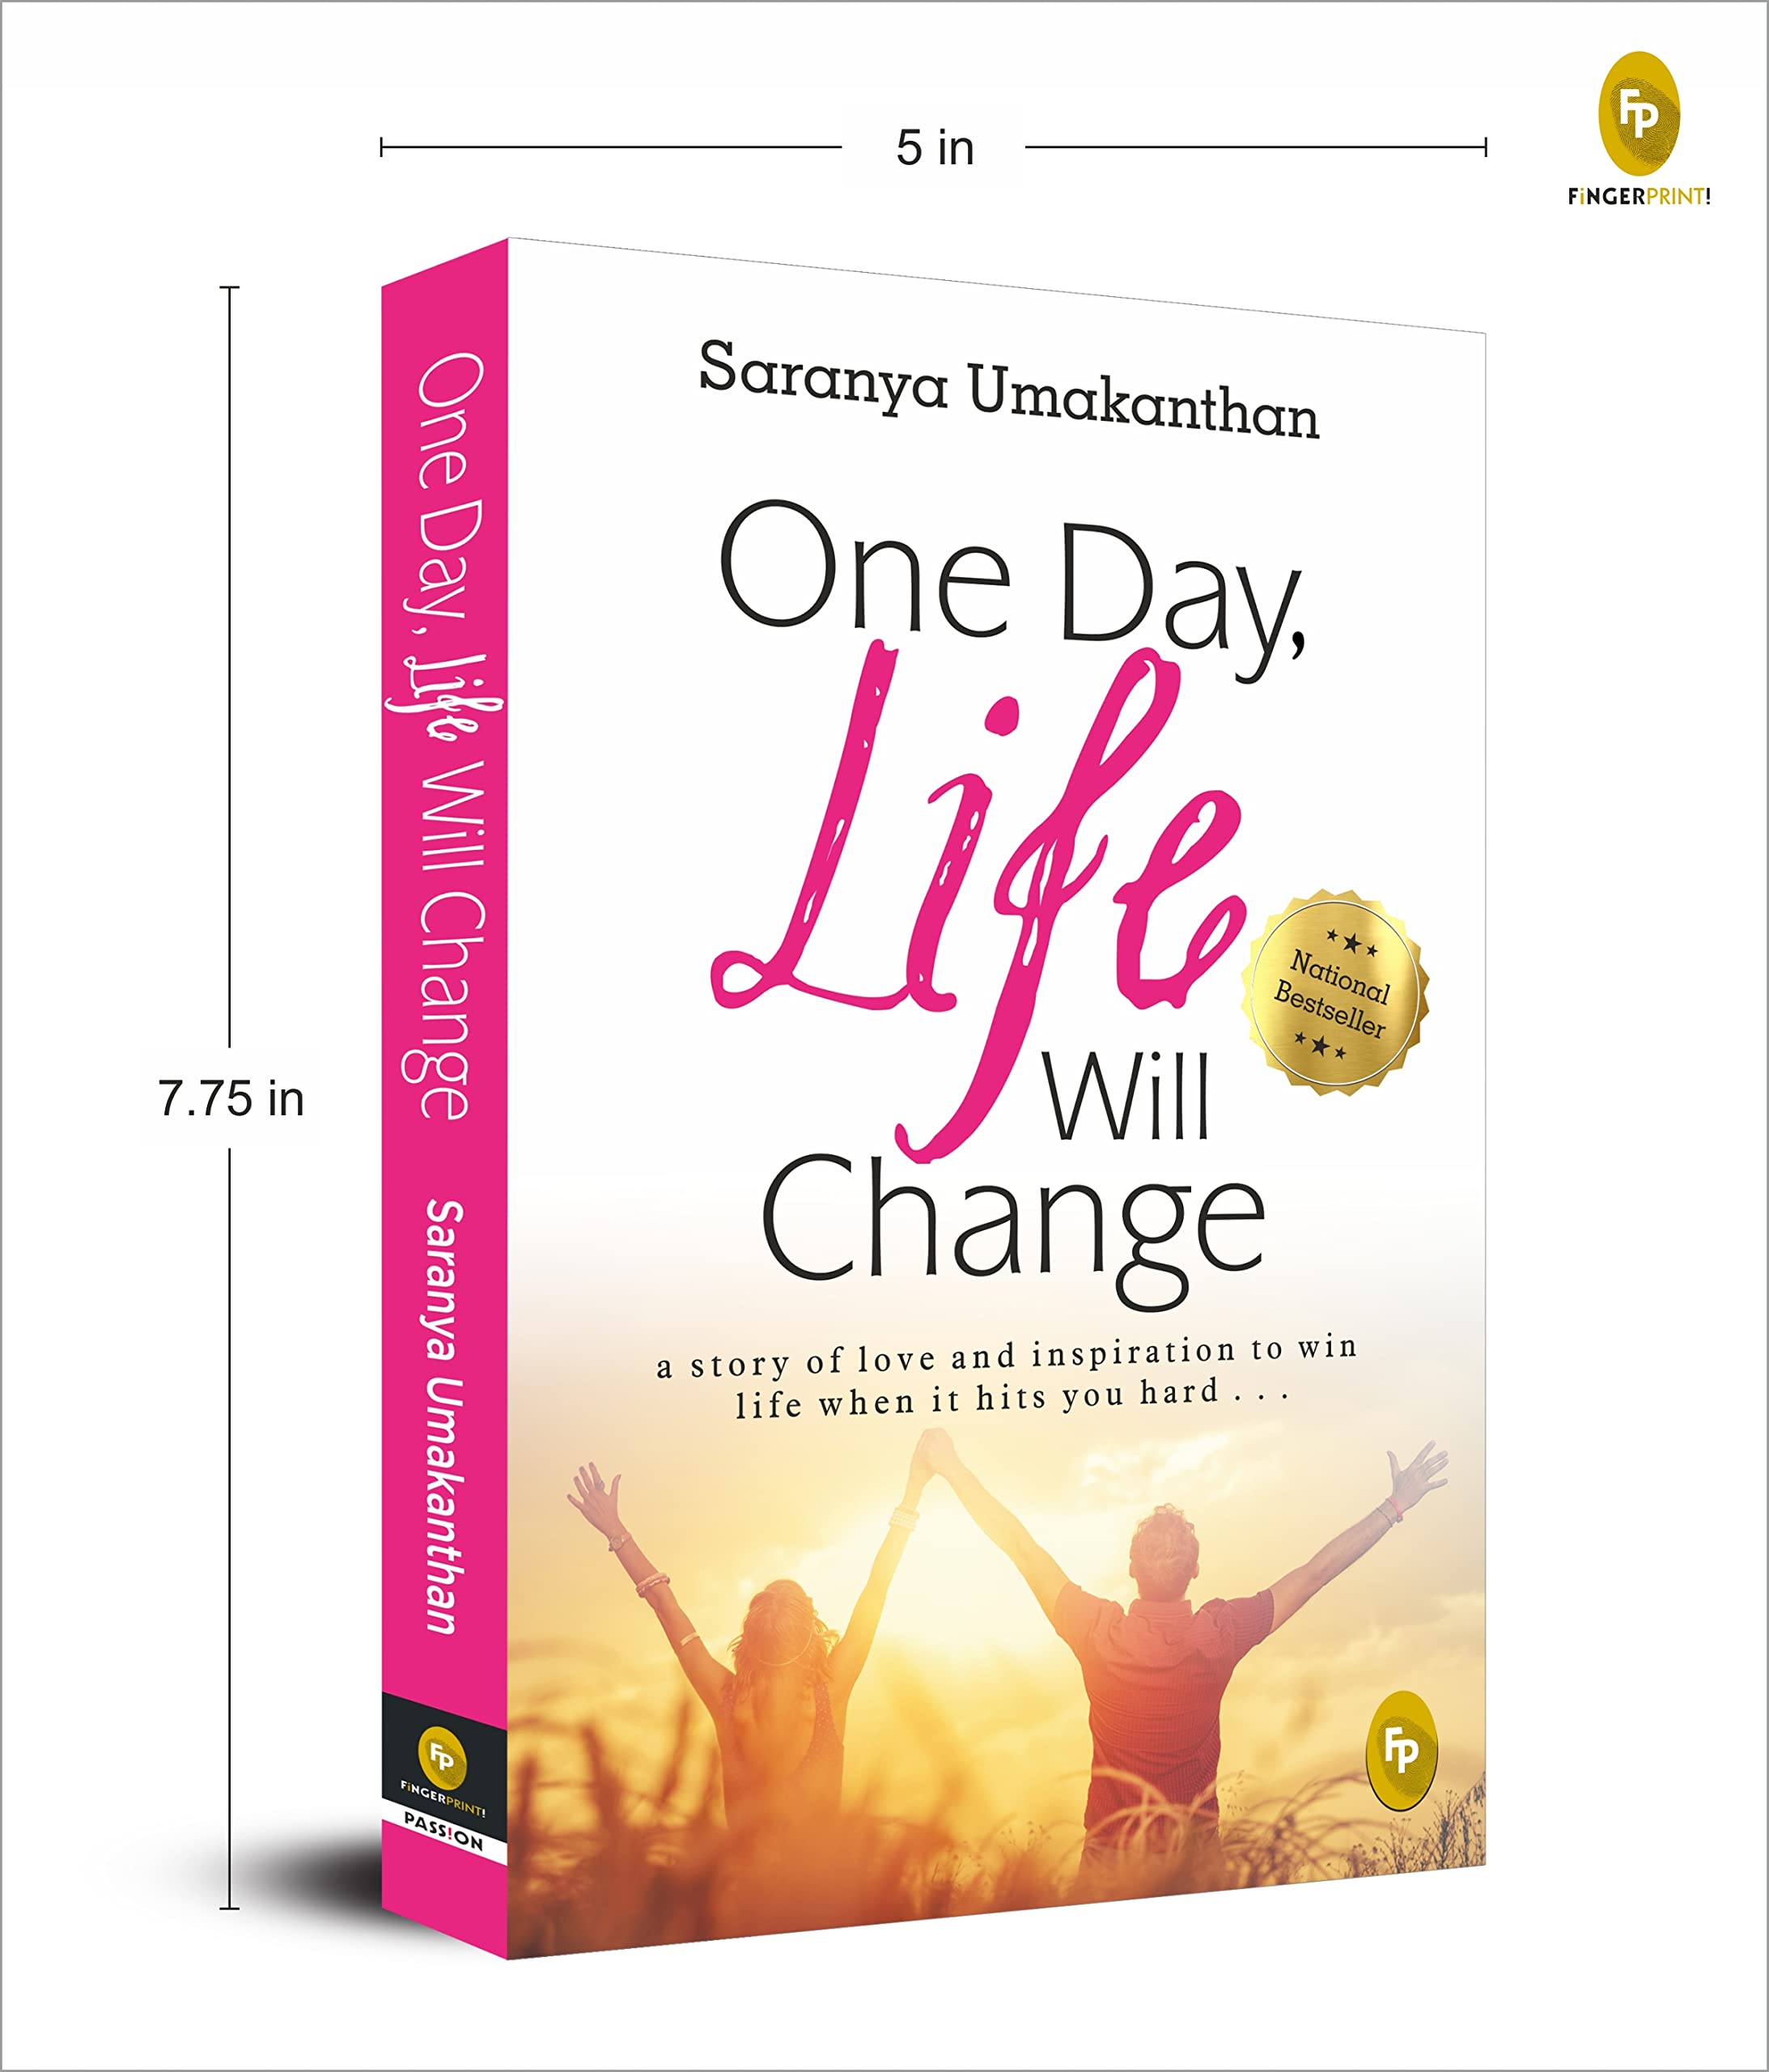 5 in
FP
FiNGERPRINT!
7.75 in
Saranya Umakanthan
One Day,
Life
Will
Change
National
Bestseller
a story of love and inspiration to win
life when it hits you hard . . .
FP
One Day, Life Will Change Saranya Umakanthan
FP
FiNGERPRINT!
PASS!ON